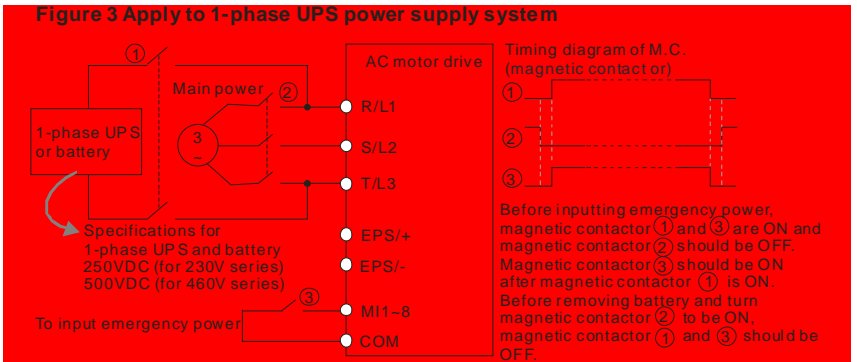 Figure 3 Apply to 1-phase UPS power supply system
1
Main power
2
3
~
1-phase UPS
or battery
Specifications for
1-phase UPS and battery
250VDC (for 230V series)
500VDC (for 460V series)
3
To input emergency power
AC motor drive
R/L1
S/L2
T/L3
EPS/+
EPS/-
MI1~8
COM
Timing diagram of M.C.
(magnetic contactor)
1
2
3
Before inputting emergency power,
magnetic contactor 1 and 3 are ON and
magnetic contactor 2 should be OFF.
Magnetic contactor 3 should be ON
after magnetic contactor 1 is ON.
Before removing battery and turn
magnetic contactor 2 to be ON,
magnetic contactor 1 and 3 should be
OFF.